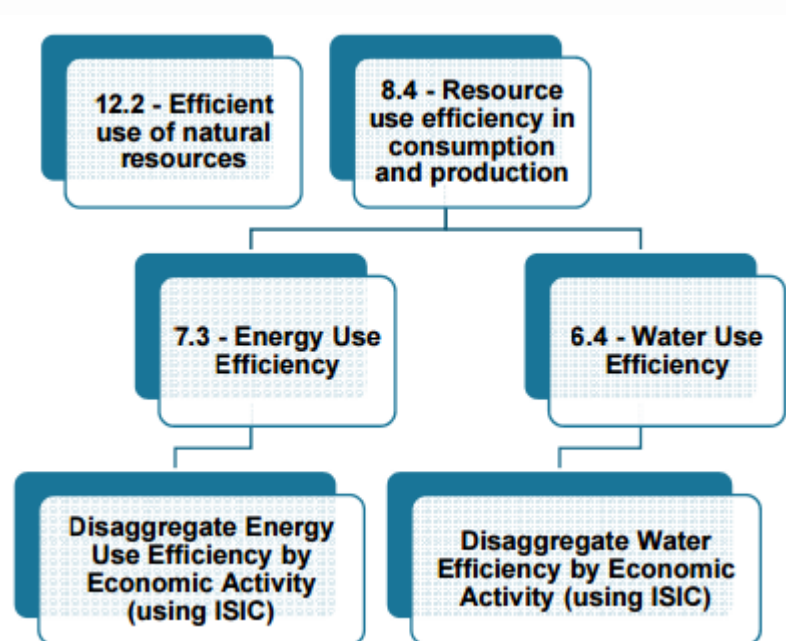 12.2 - Efficient
use of natural
resources
8.4 - Resource
use efficiency in
consumption
and production
7.3 - Energy Use
Efficiency
6.4 - Water Use
Efficiency
Disaggregate Energy
Use Efficiency by
Economic Activity
(using ISIC)
Disaggregate Water
Efficiency by Economic
Activity (using ISIC)